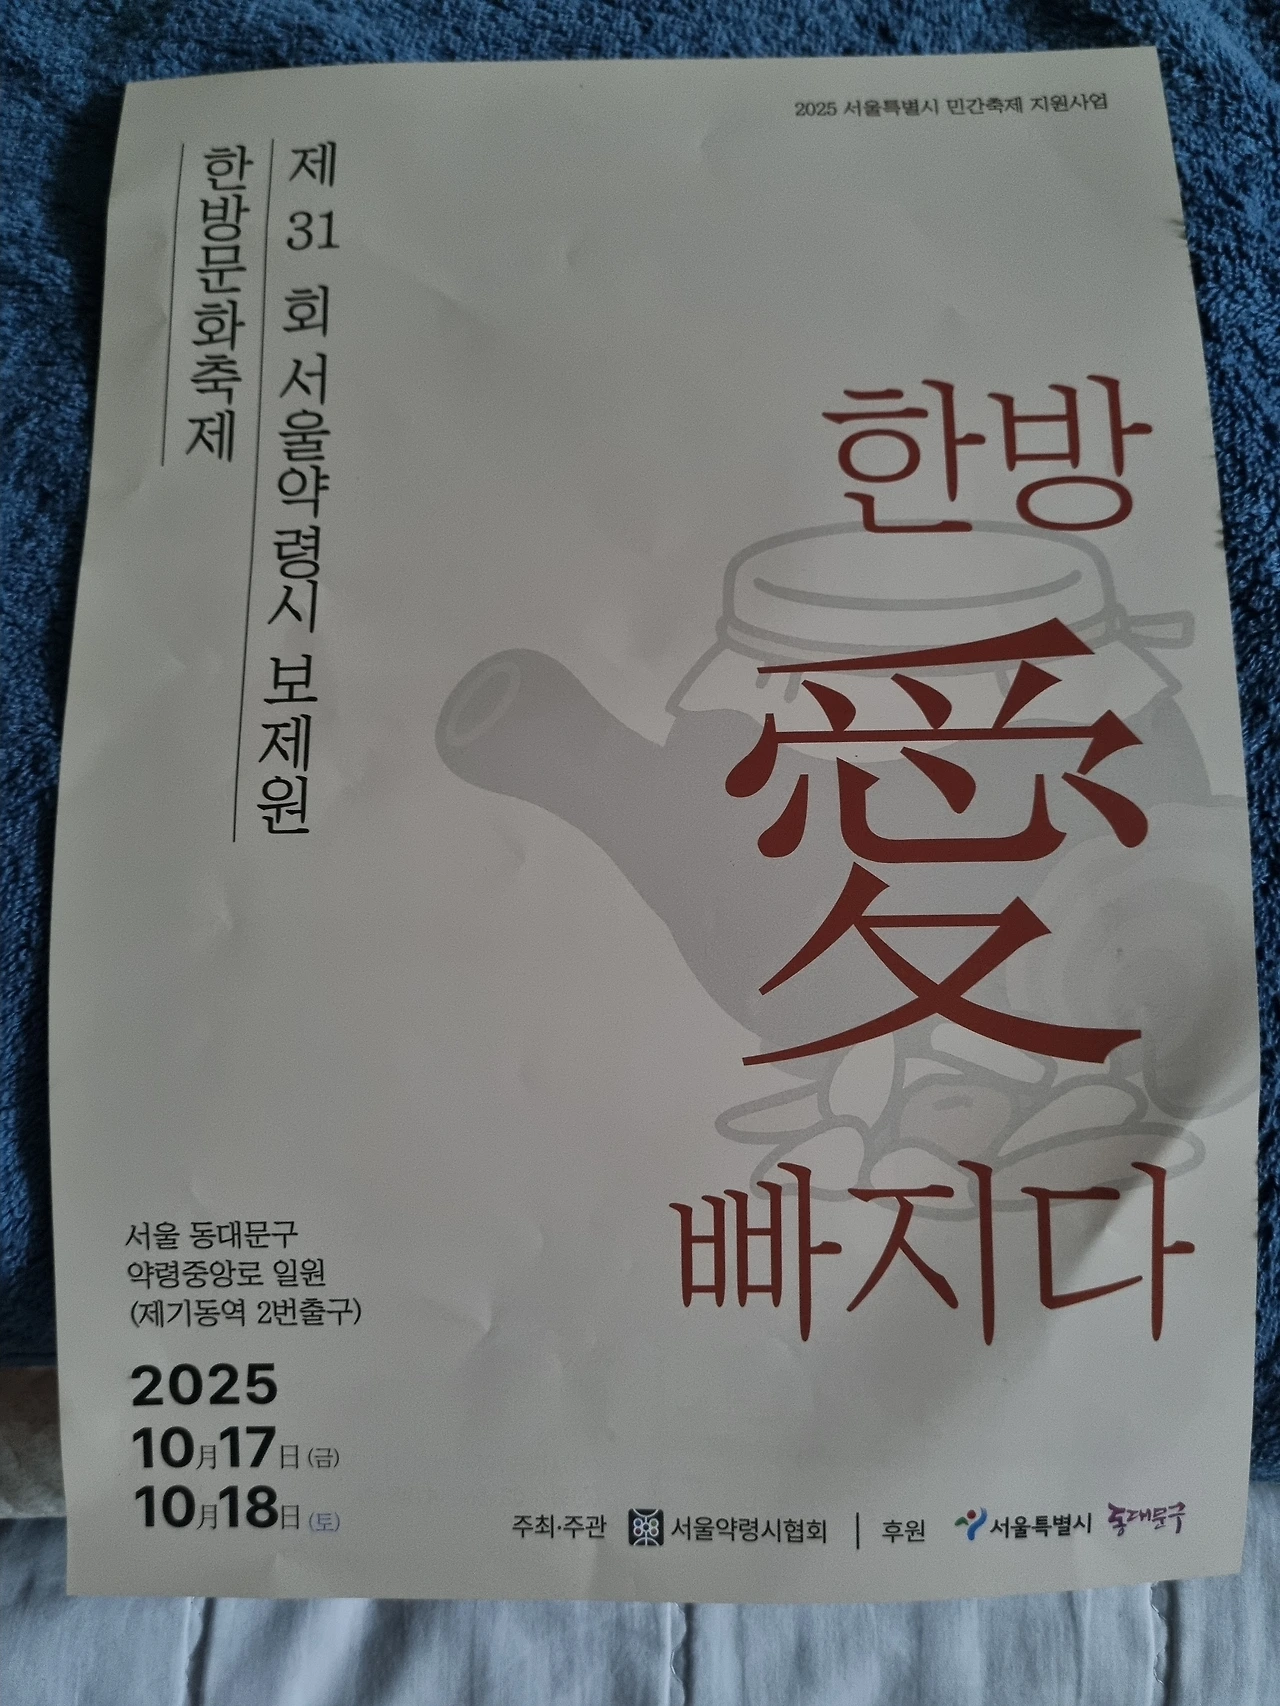 2025 서울특별시 민간축제 지원사업
제 31 회 서울약령시 보제원
한방문화축제
한방
愛
빠지다
서울 동대문구
약령중앙로 일원
(제기동역 2번출구)
2025
10月17日(금)
10月18日(토)
주최·주관 서울약령시협회 | 후원 서울특별시 동대문구